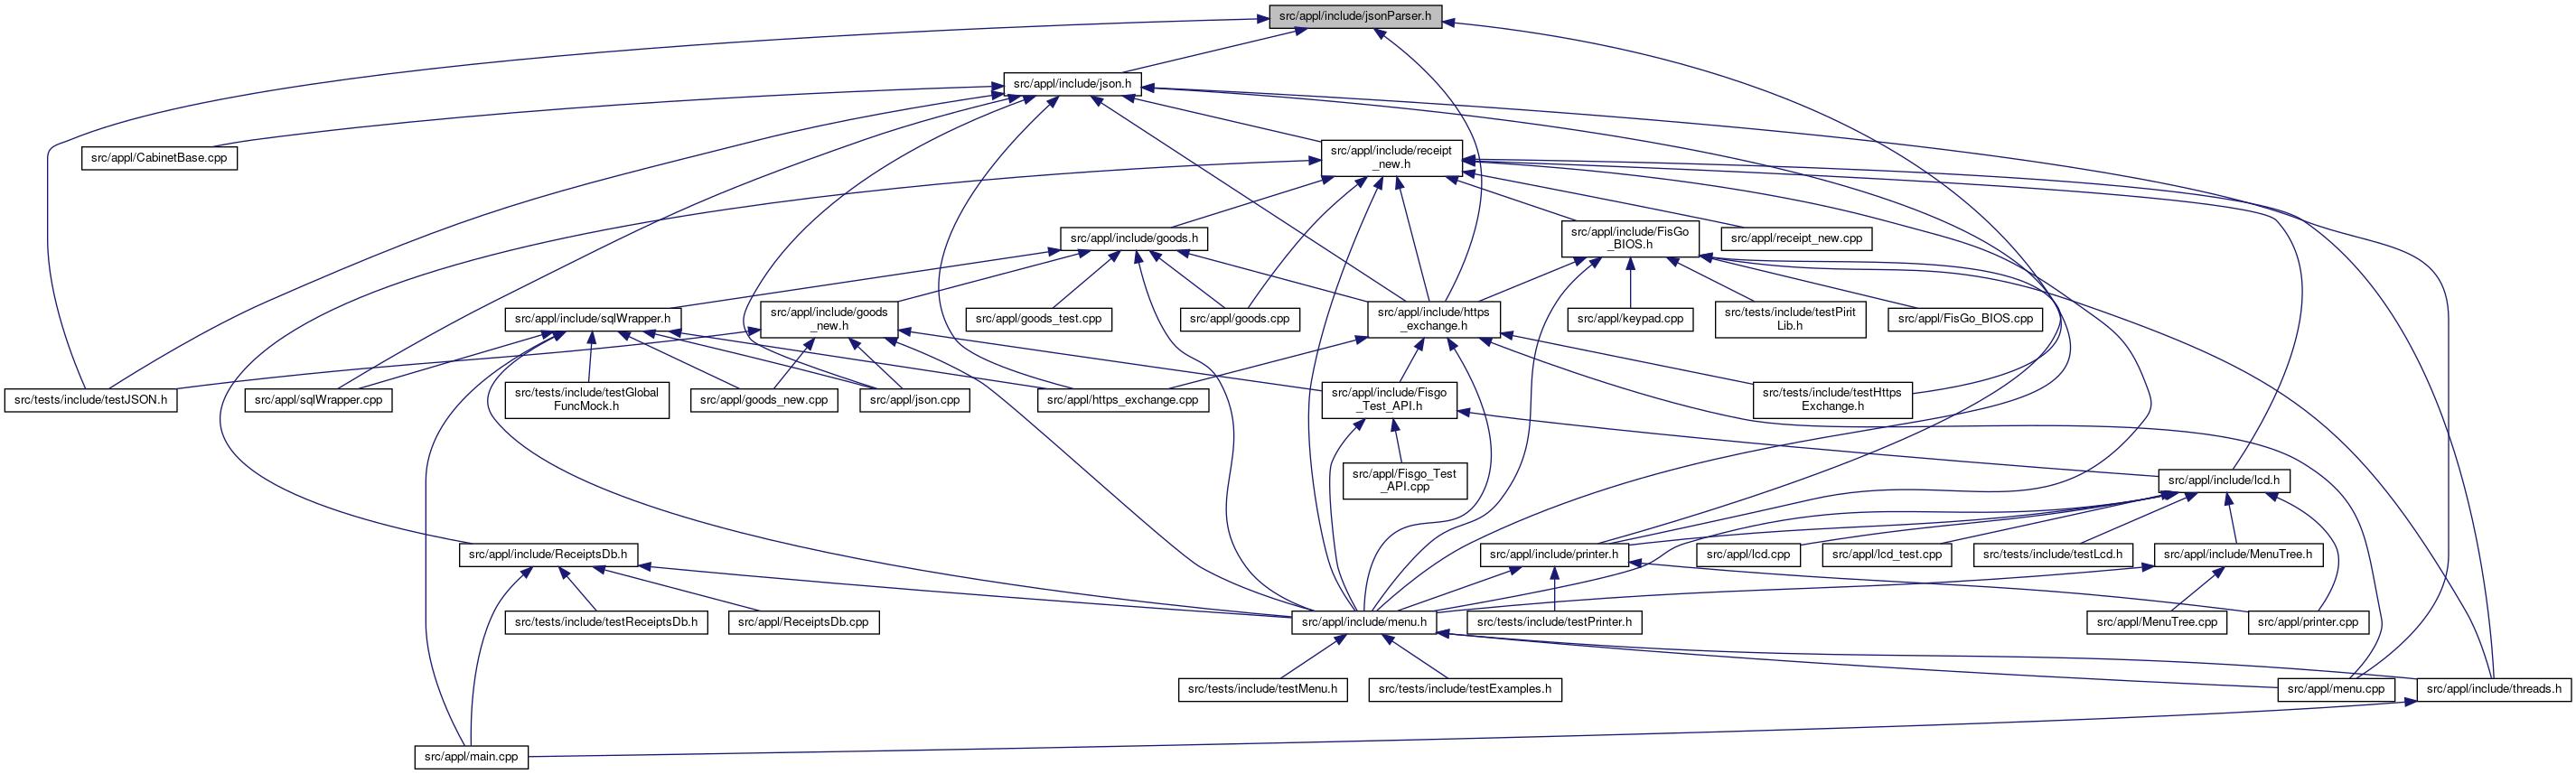 src/appl/include/jsonParser.h
src/appl/include/json.h
src/appl/CabinetBase.cpp
src/appl/include/receipt
_new.h
src/appl/include/goods.h
src/appl/include/FisGo
_BIOS.h
src/appl/receipt_new.cpp
src/appl/include/sqlWrapper.h
src/appl/include/goods
_new.h
src/appl/goods_test.cpp
src/appl/goods.cpp
src/appl/include/https
_exchange.h
src/appl/keypad.cpp
src/tests/include/testPirit
Lib.h
src/appl/FisGo_BIOS.cpp
src/tests/include/testJSON.h
src/appl/sqlWrapper.cpp
src/tests/include/testGlobal
FuncMock.h
src/appl/goods_new.cpp
src/appl/json.cpp
src/appl/https_exchange.cpp
src/appl/include/Fisgo
_Test_API.h
src/tests/include/testHttps
Exchange.h
src/appl/Fisgo_Test
_API.cpp
src/appl/include/lcd.h
src/appl/include/ReceiptsDb.h
src/appl/include/printer.h
src/appl/lcd.cpp
src/appl/lcd_test.cpp
src/tests/include/testLcd.h
src/appl/include/MenuTree.h
src/tests/include/testReceiptsDb.h
src/appl/ReceiptsDb.cpp
src/appl/include/menu.h
src/tests/include/testPrinter.h
src/appl/MenuTree.cpp
src/appl/printer.cpp
src/tests/include/testMenu.h
src/tests/include/testExamples.h
src/appl/menu.cpp
src/appl/include/threads.h
src/appl/main.cpp